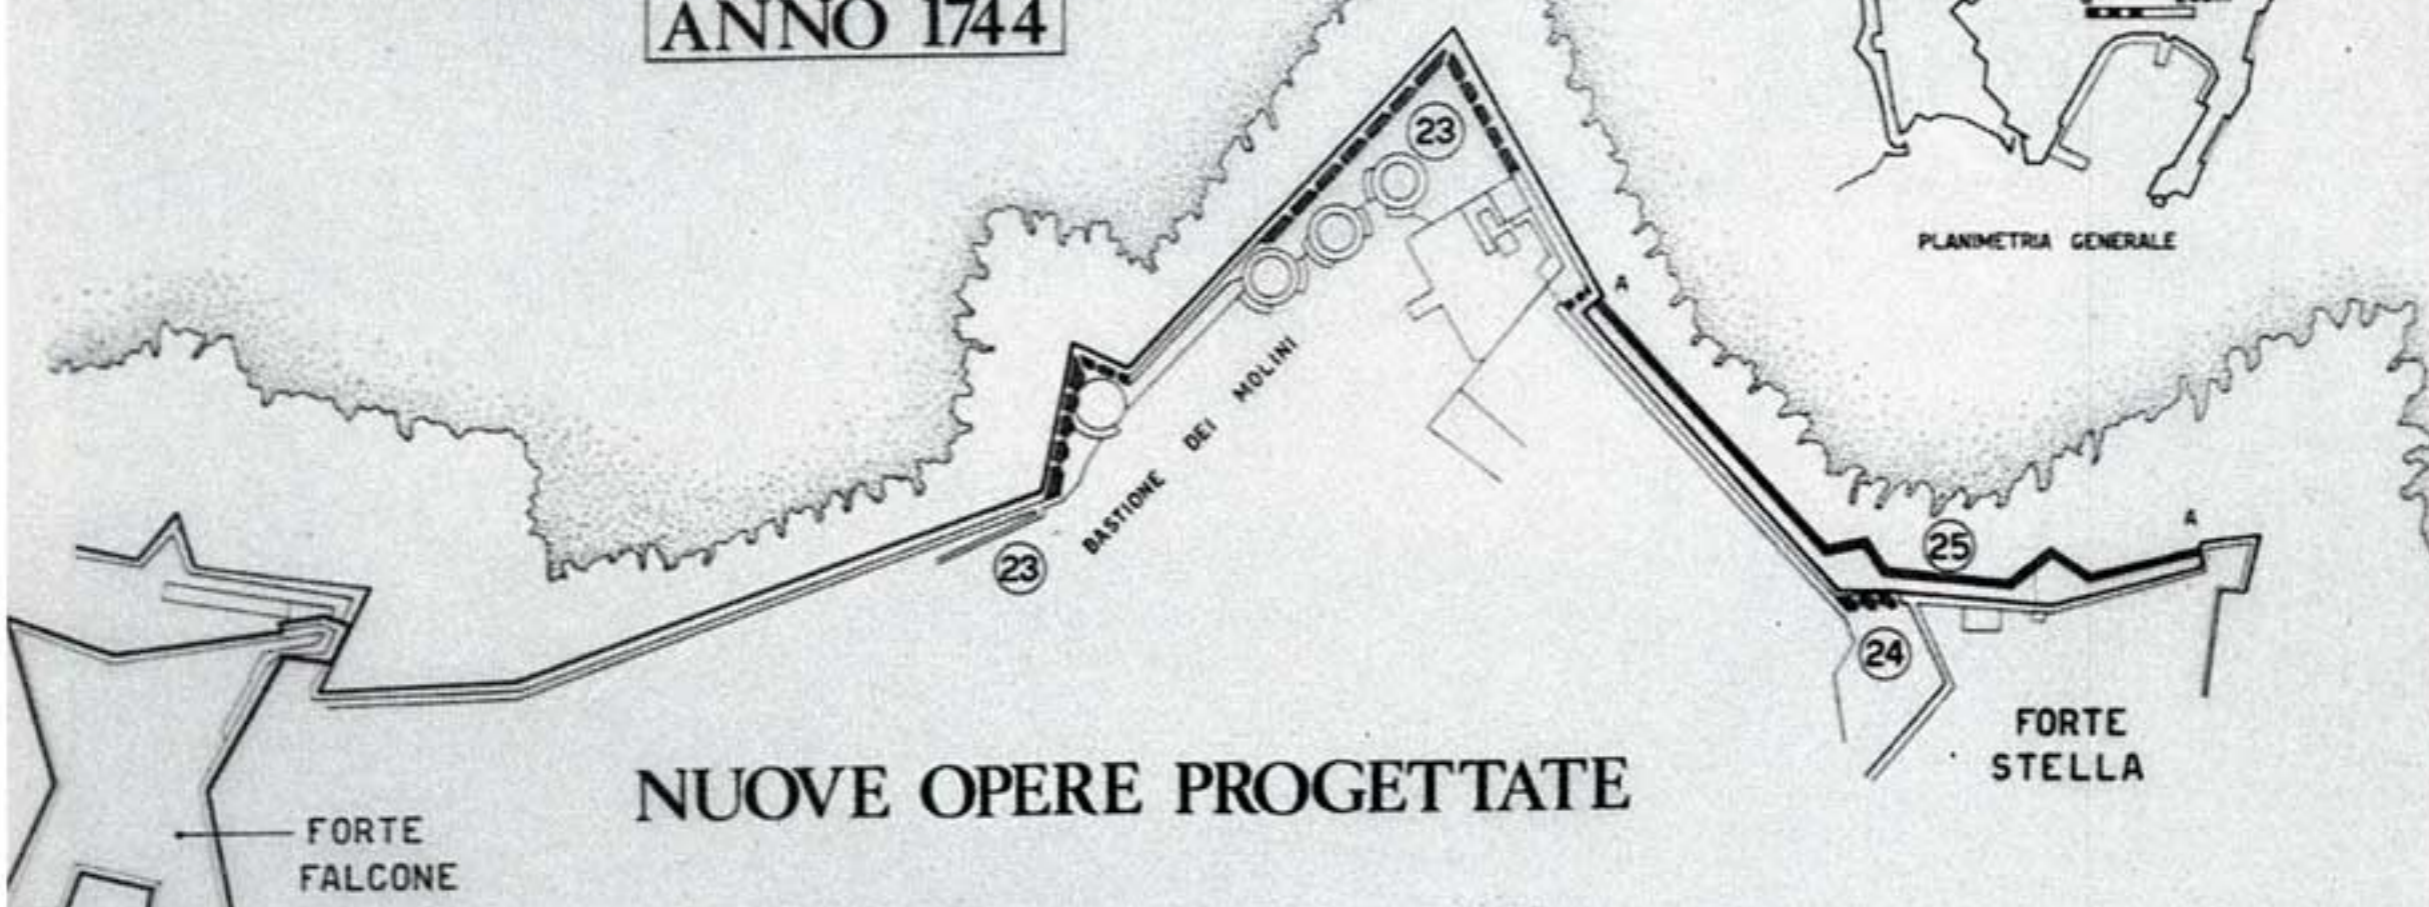 ANNO 1744
23
PLANIMETRIA GENERALE
A
BASTIONE DEI MOLINI
23
25
A
24
FORTE
STELLA
NUOVE OPERE PROGETTATE
FORTE
FALCONE